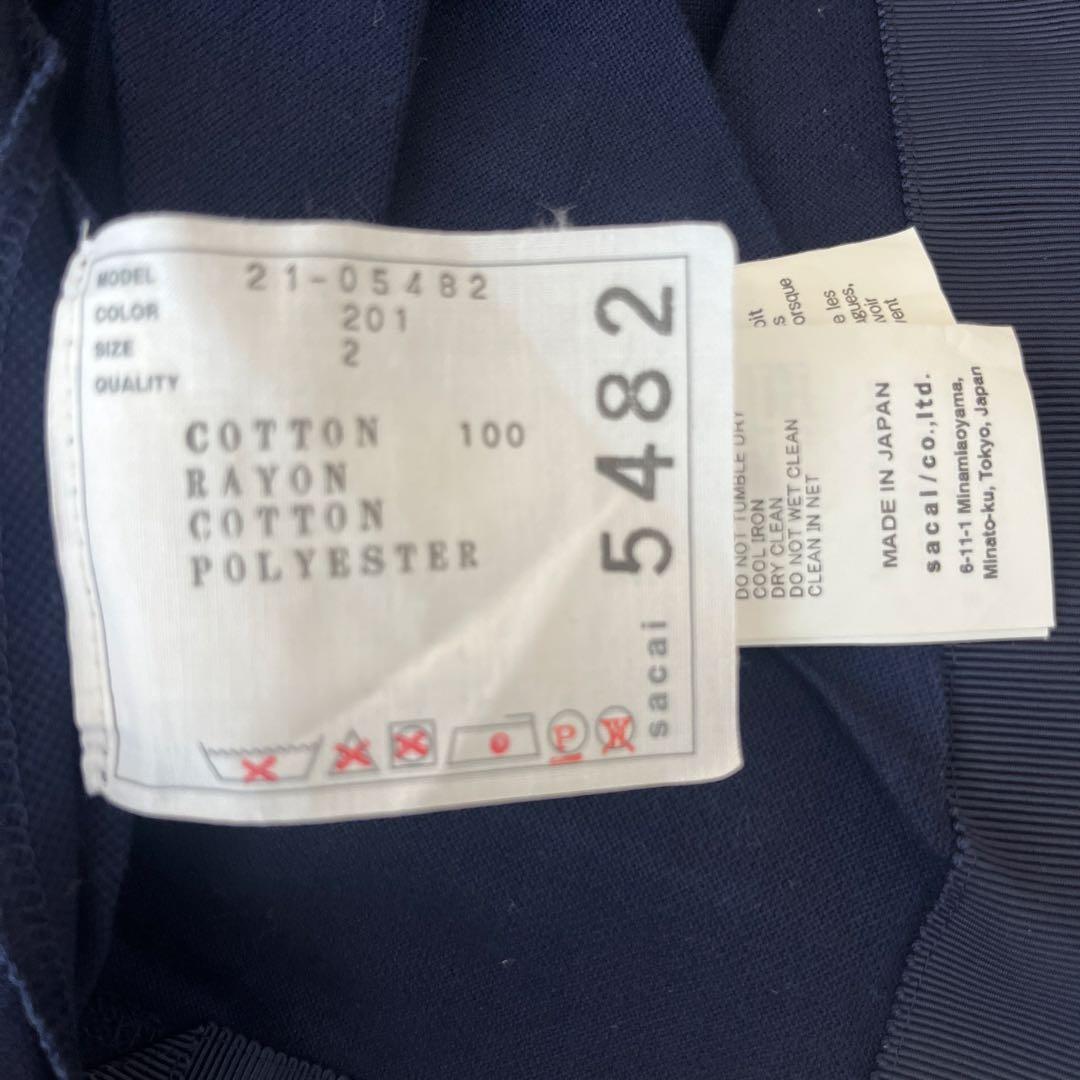 MODEL 21-05482
COLOR 201
SIZE 2
QUALITY
COTTON 100
RAYON
COTTON
POLYESTER
sacai 5482
P
W
orsque
e les
DO NOT TUMBLE DRY
COOL IRON
DRY CLEAN
DO NOT WET CLEAN
CLEAN IN NET
MADE IN JAPAN
sacai/co.,ltd.
6-11-1 Minamiaoyama,
Minato-ku, Tokyo, Japan